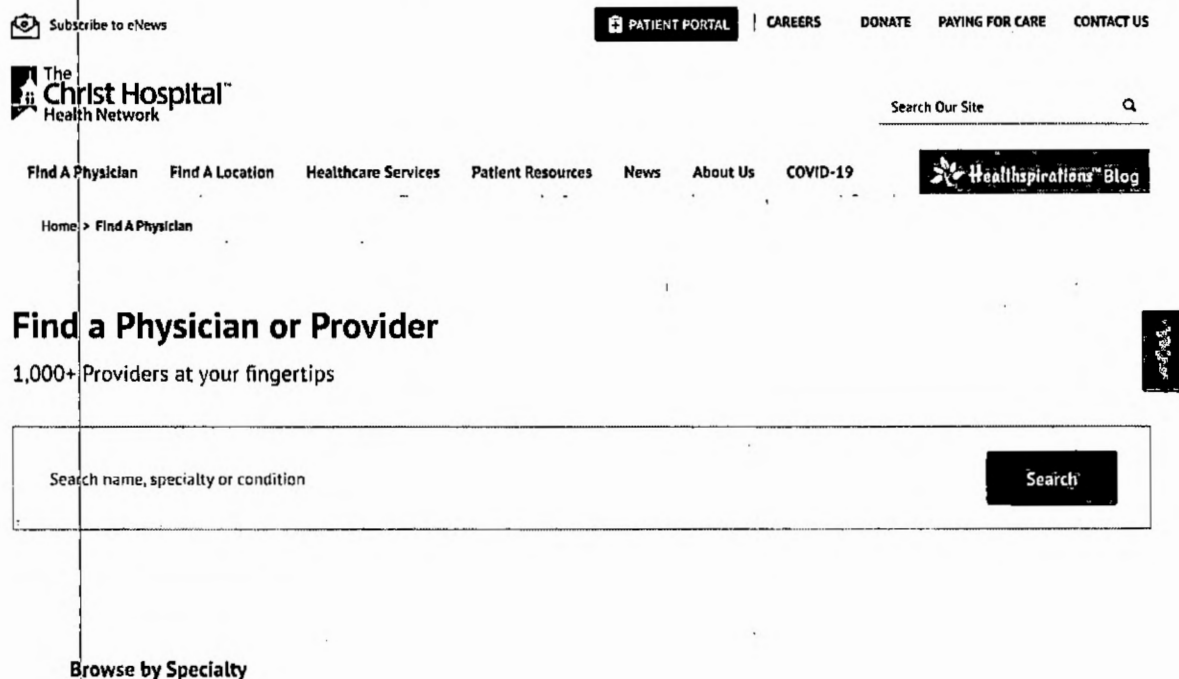 Subscribe to eNews
PATIENT PORTAL | CAREERS DONATE PAYING FOR CARE CONTACT US
The
Christ Hospital™
Health Network
Search Our Site
Find A Physician Find A Location Healthcare Services Patient Resources News About Us COVID-19
Healthspirations™ Blog
Home > Find A Physician
Find a Physician or Provider
1,000+ Providers at your fingertips
Search name, specialty or condition
Search
Browse by Specialty